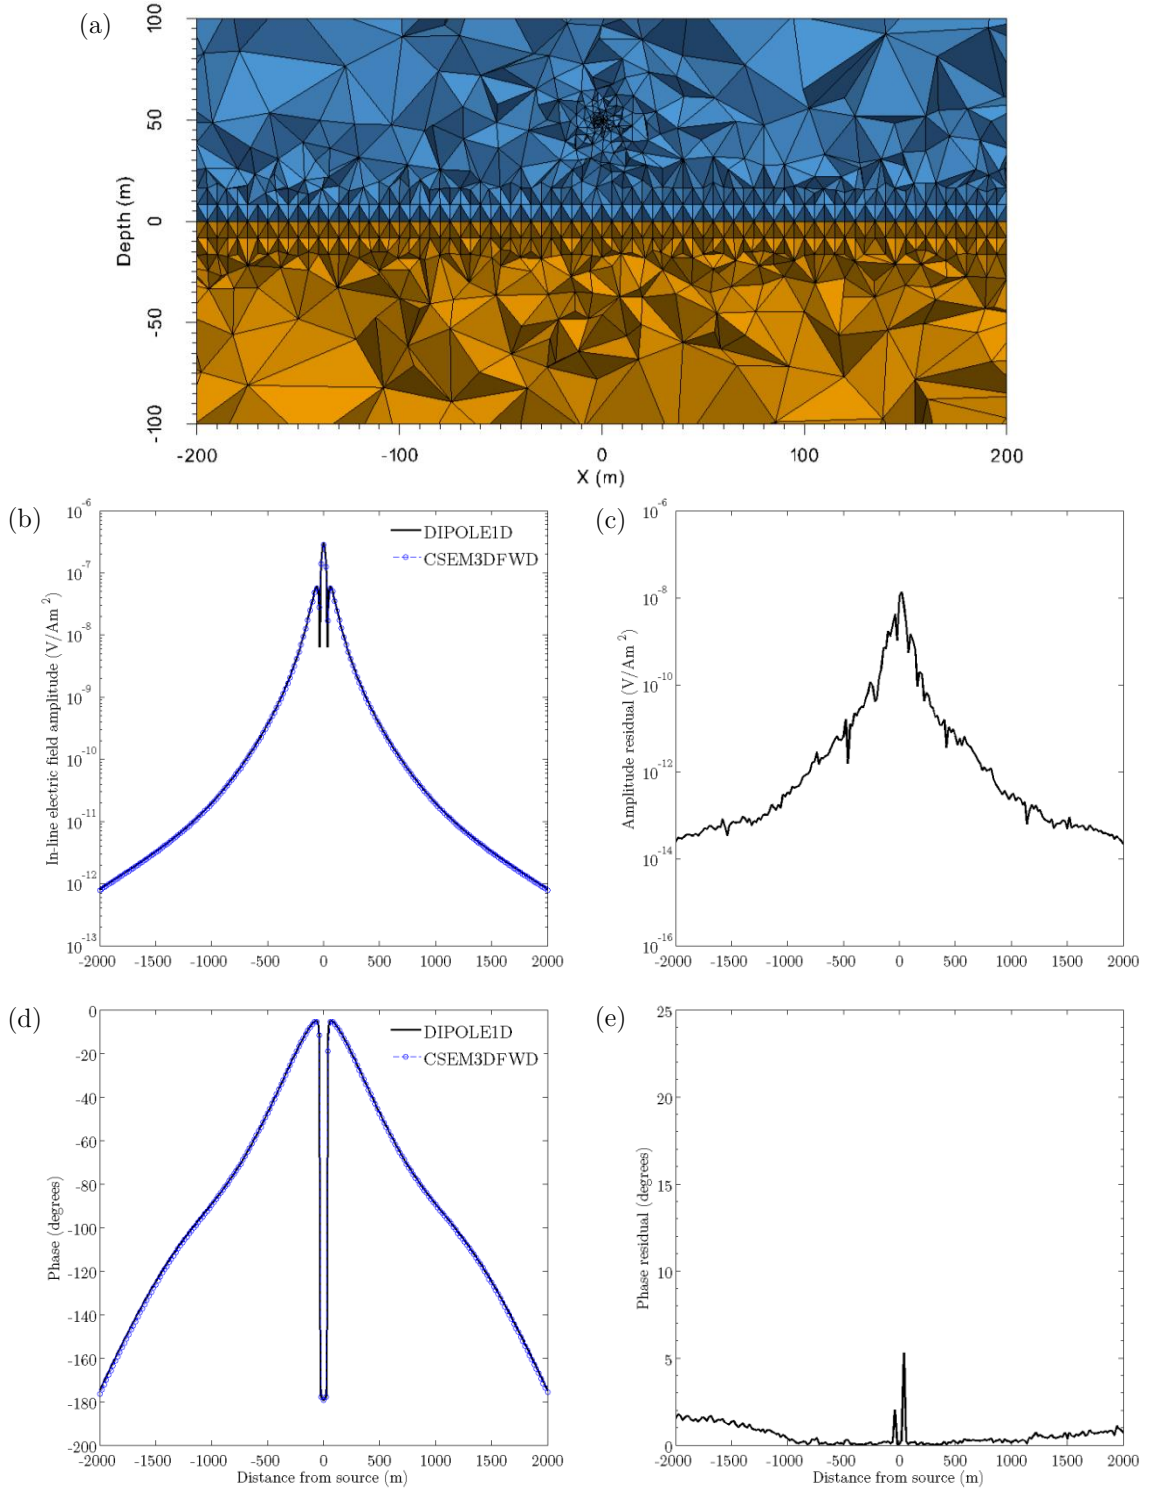 (a)
100
50
0
-50
-100
Depth (m)
-200 -100 0 100 200
X (m)
(b)
10^-6
10^-7
10^-8
10^-9
10^-10
10^-11
10^-12
10^-13
In-line electric field amplitude (V/Am^2)
DIPOLE1D
CSEM3DFWD
-2000 -1500 -1000 -500 0 500 1000 1500 2000
(c)
10^-6
10^-8
10^-10
10^-12
10^-14
10^-16
Amplitude residual (V/Am^2)
-2000 -1500 -1000 -500 0 500 1000 1500 2000
(d)
0
-20
-40
-60
-80
-100
-120
-140
-160
-180
-200
Phase (degrees)
DIPOLE1D
CSEM3DFWD
-2000 -1500 -1000 -500 0 500 1000 1500 2000
Distance from source (m)
(e)
25
20
15
10
5
0
Phase residual (degrees)
-2000 -1500 -1000 -500 0 500 1000 1500 2000
Distance from source (m)